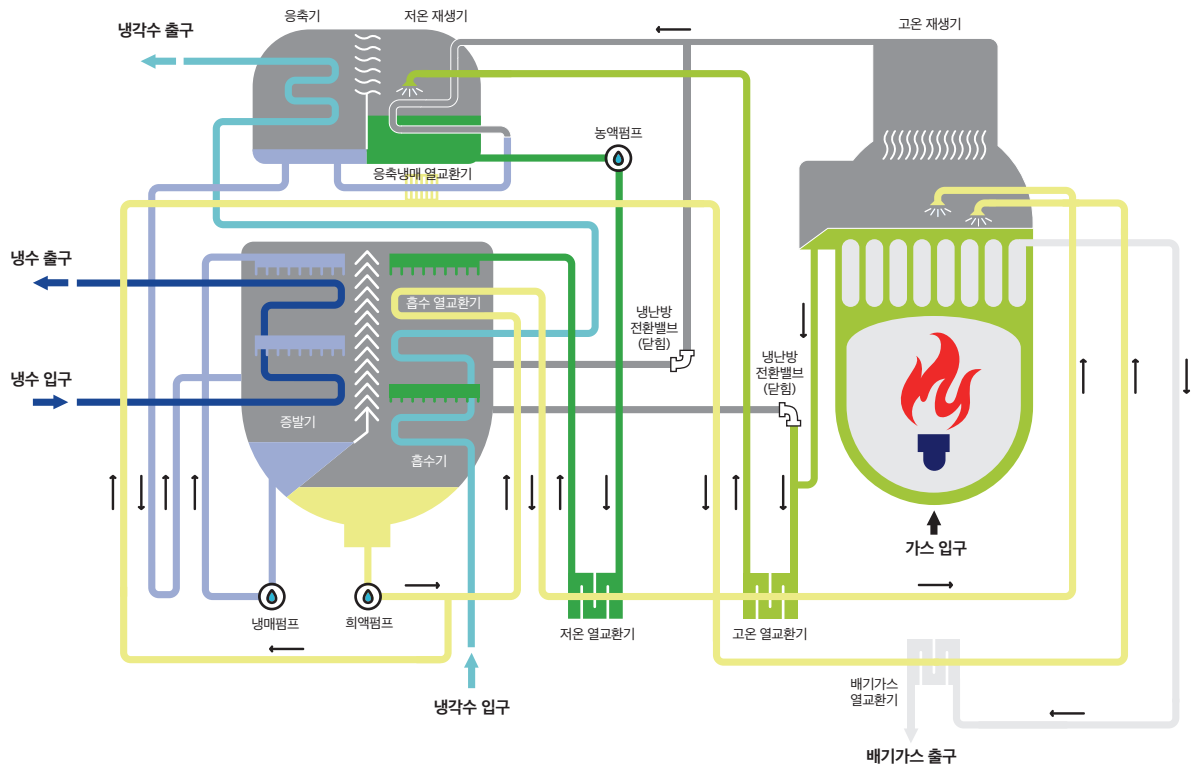 응축기
저온 재생기
고온 재생기
냉각수 출구
농액펌프
응축냉매 열교환기
냉수 출구
흡수 열교환기
냉난방
전환밸브
(닫힘)
냉난방
전환밸브
(닫힘)
냉수 입구
증발기
흡수기
가스 입구
냉매펌프
희액펌프
저온 열교환기
고온 열교환기
배기가스
열교환기
냉각수 입구
배기가스 출구